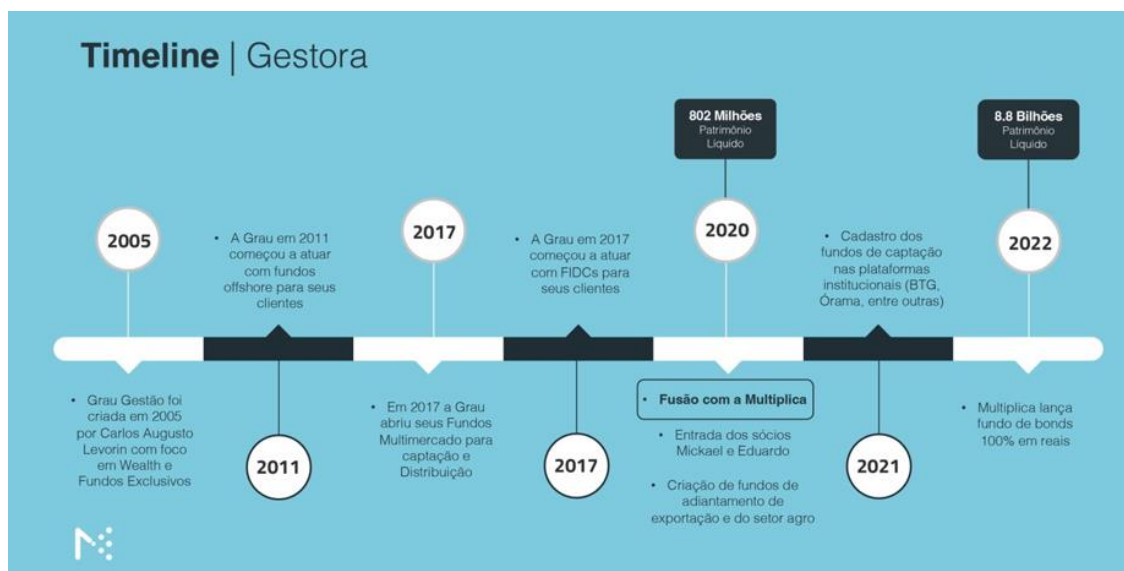 Timeline | Gestora
802 Milhões
Patrimônio
Líquido
8.8 Bilhões
Patrimônio
Líquido
2005
• A Grau em 2011
começou a atuar
com fundos
offshore para seus
clientes
2017
• A Grau em 2017
começou a atuar
com FIDCs para
seus clientes
2020
• Cadastro dos
fundos de captação
nas plataformas
institucionais (BTG,
Órama, entre outras)
2022
• Grau Gestão foi
criada em 2005
por Carlos Augusto
Levorin com foco
em Wealth e
Fundos Exclusivos
2011
• Em 2017 a Grau
abriu seus Fundos
Multimercado para
captação e
Distribuição
2017
• Fusão com a Multiplica
• Entrada dos sócios
Mickael e Eduardo
• Criação de fundos de
adiantamento de
exportação e do setor agro
2021
• Multiplica lança
fundo de bonds
100% em reais